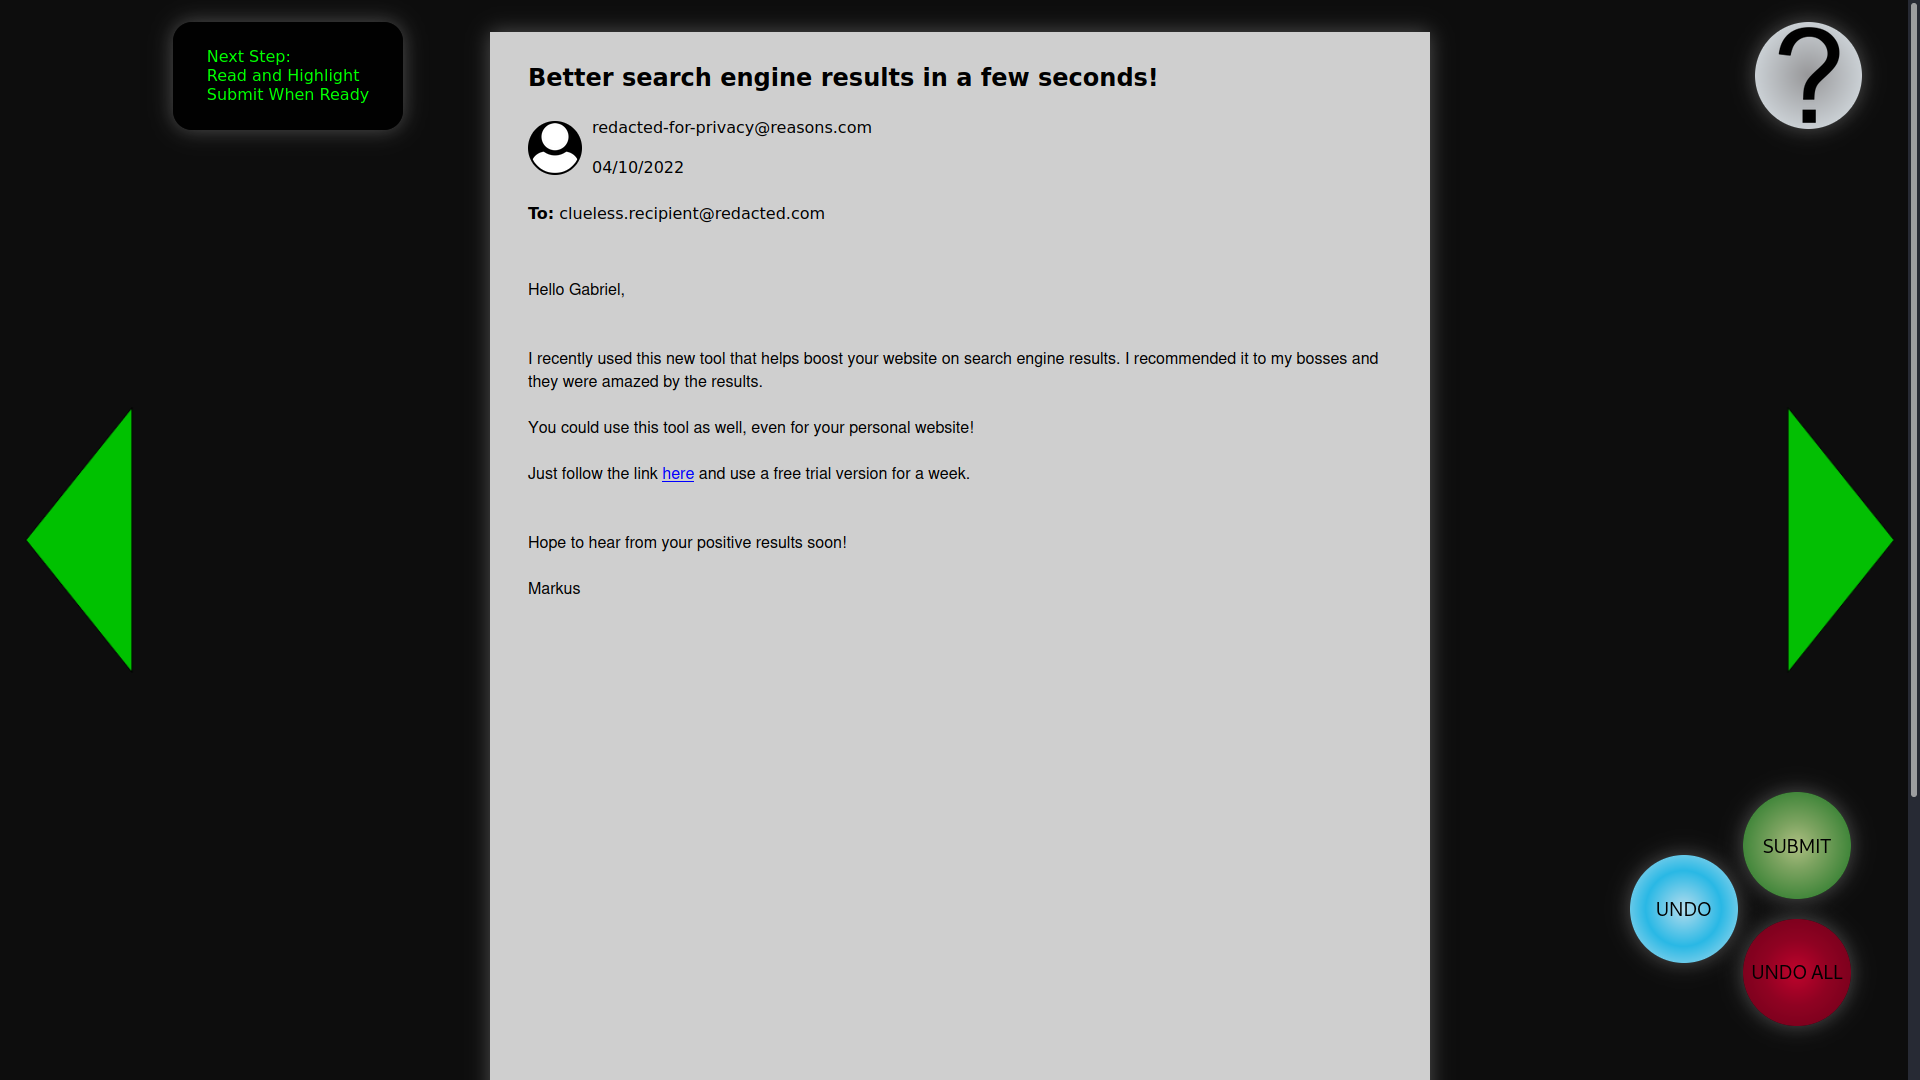 Next Step:
Read and Highlight
Submit When Ready
?
Better search engine results in a few seconds!
redacted-for-privacy@reasons.com
04/10/2022
To: clueless.recipient@redacted.com
Hello Gabriel,
I recently used this new tool that helps boost your website on search engine results. I recommended it to my bosses and
they were amazed by the results.
You could use this tool as well, even for your personal website!
Just follow the link here and use a free trial version for a week.
Hope to hear from your positive results soon!
Markus
SUBMIT
UNDO
UNDO ALL